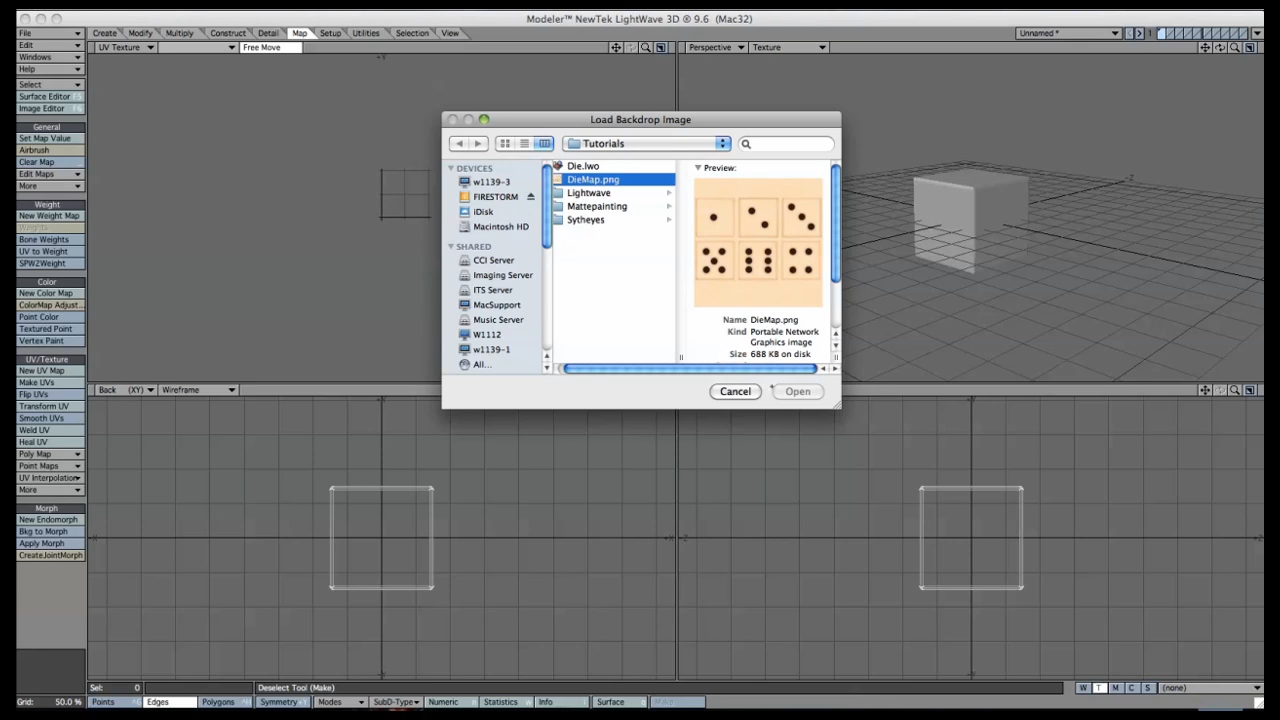 Modeler™ NewTek LightWave 3D ® 9.6 (Mac32)
File
Create
Modify
Multiply
Construct
Detail
Map
Setup
Utilities
Selection
View
Unnamed *
1
Edit
UV Texture
Free Move
Perspective
Texture
Windows
Help
Select
Surface Editor F5
Image Editor F6
General
Set Map Value
Airbrush
Clear Map
Edit Maps
More
Weight
New Weight Map
Weights
Bone Weights
UV to Weight
SPW2Weight
Color
New Color Map
ColorMap Adjust...
Point Color
Textured Point
Vertex Paint
UV/Texture
New UV Map
Make UVs
Flip UVs
Transform UV
Smooth UVs
Weld UV
Heal UV
Poly Map
Point Maps
UV Interpolation
More
Morph
New Endomorph
Bkg to Morph
Apply Morph
CreateJointMorph
Load Backdrop Image
Tutorials
DEVICES
w1139-3
FIRESTORM
iDisk
Macintosh HD
SHARED
CCI Server
Imaging Server
ITS Server
MacSupport
Music Server
W1112
w1139-1
All...
Die.lwo
DieMap.png
Lightwave
Mattepainting
Sytheyes
Preview:
Name DieMap.png
Kind Portable Network
Graphics image
Size 688 KB on disk
Cancel
Open
+Y
-Z
Back
(XY)
Wireframe
Sel: 0
Deselect Tool (Make)
W
T
M
C
S
(none)
Grid: 50.0 %
Points
Edges
Polygons
Symmetry
Modes
SubD-Type
Numeric
Statistics
Info
Surface